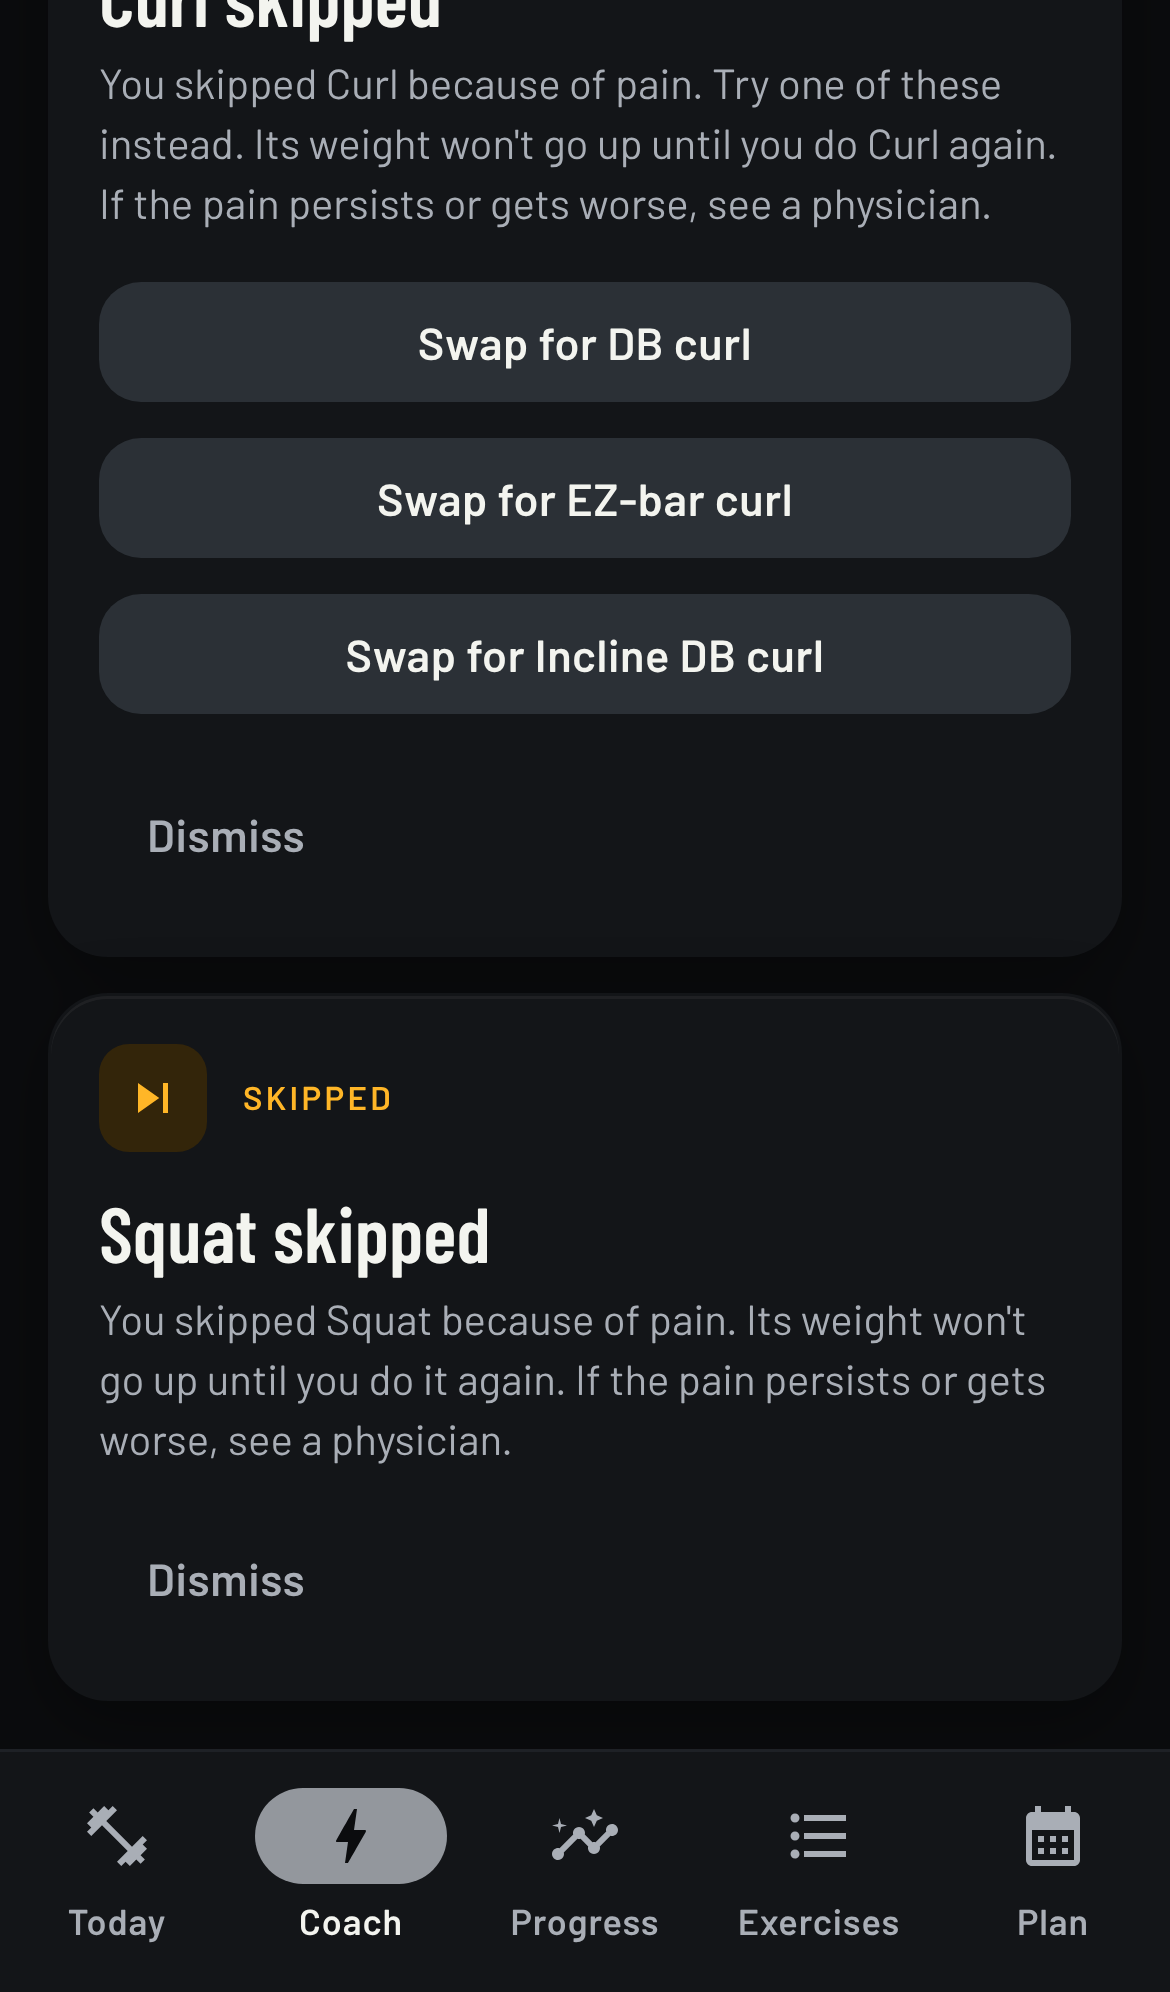 Curl skipped
You skipped Curl because of pain. Try one of these
instead. Its weight won't go up until you do Curl again.
If the pain persists or gets worse, see a physician.
Swap for DB curl
Swap for EZ-bar curl
Swap for Incline DB curl
Dismiss
SKIPPED
Squat skipped
You skipped Squat because of pain. Its weight won't
go up until you do it again. If the pain persists or gets
worse, see a physician.
Dismiss
Today
Coach
Progress
Exercises
Plan